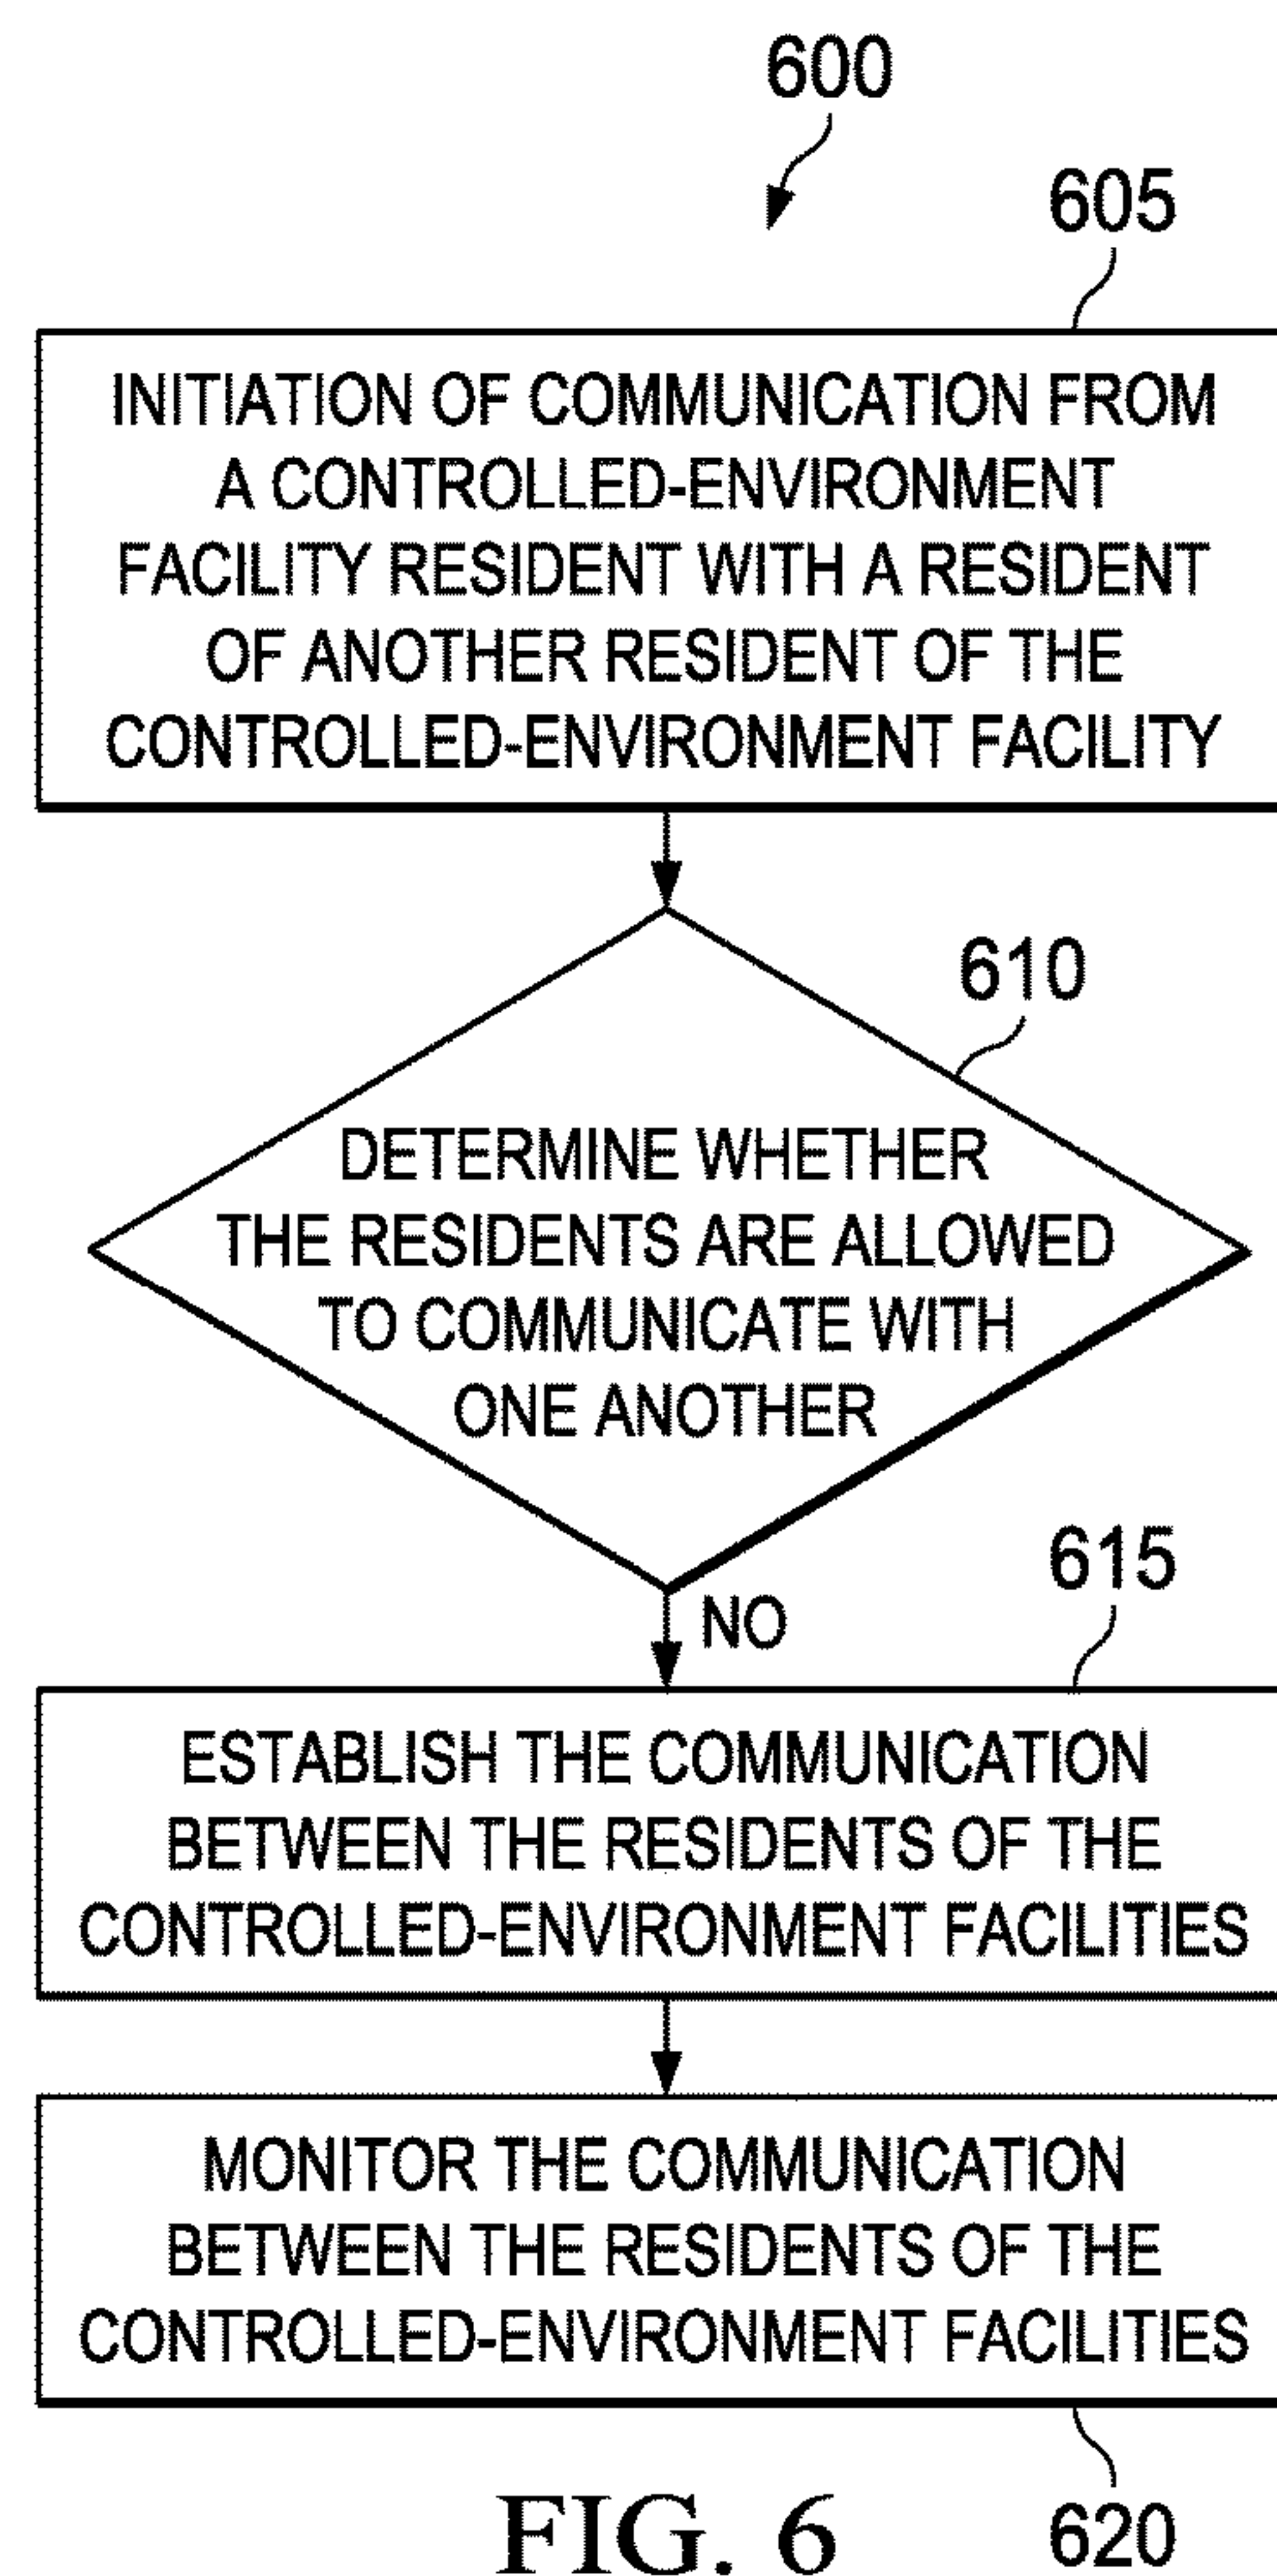 600
605
INITIATION OF COMMUNICATION FROM
A CONTROLLED-ENVIRONMENT
FACILITY RESIDENT WITH A RESIDENT
OF ANOTHER RESIDENT OF THE
CONTROLLED-ENVIRONMENT FACILITY
610
DETERMINE WHETHER
THE RESIDENTS ARE ALLOWED
TO COMMUNICATE WITH
ONE ANOTHER
NO
615
ESTABLISH THE COMMUNICATION
BETWEEN THE RESIDENTS OF THE
CONTROLLED-ENVIRONMENT FACILITIES
MONITOR THE COMMUNICATION
BETWEEN THE RESIDENTS OF THE
CONTROLLED-ENVIRONMENT FACILITIES
620
FIG. 6